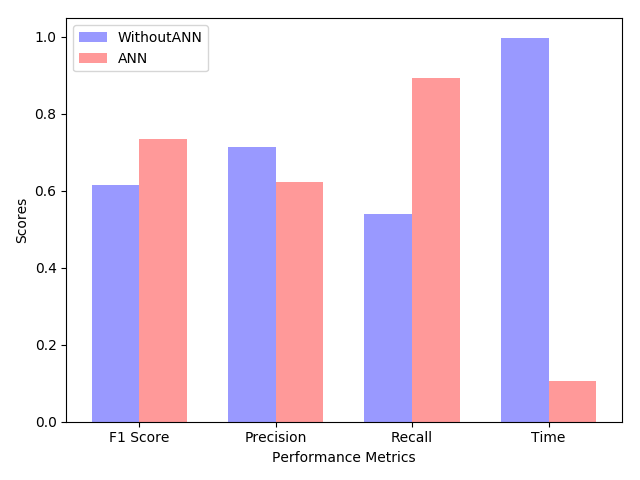 WithoutANN
ANN
1.0
0.8
0.6
0.4
0.2
0.0
Scores
F1 Score Precision Recall Time
Performance Metrics